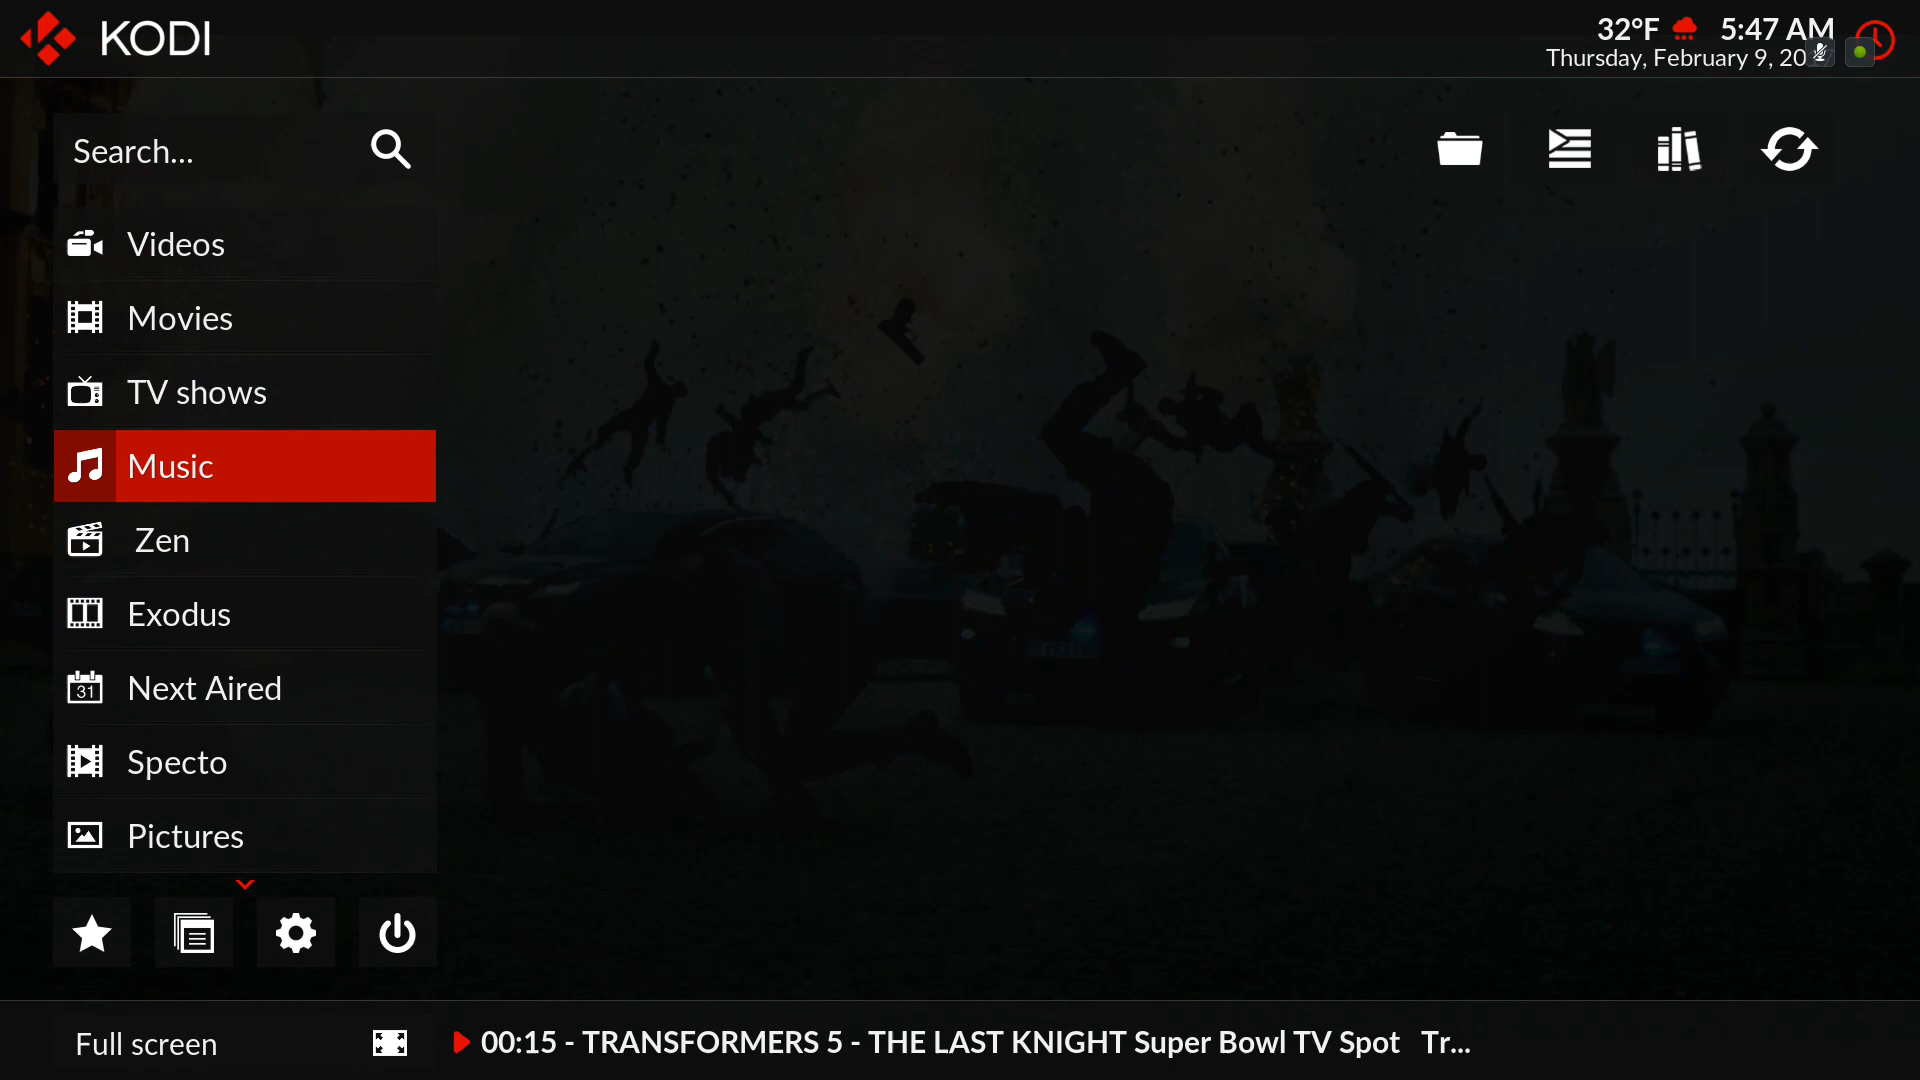 KODI
32°F 5:47 AM
Thursday, February 9, 20
Search...
Videos
Movies
TV shows
Music
Zen
Exodus
31
Next Aired
Specto
Pictures
Full screen
00:15 - TRANSFORMERS 5 - THE LAST KNIGHT Super Bowl TV Spot Tr...